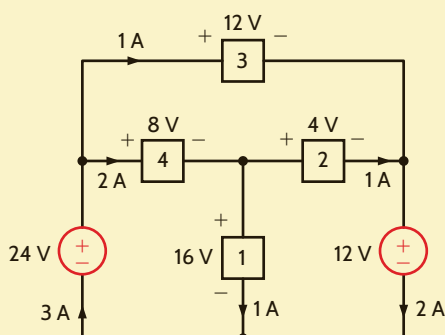 12 V
1 A + −
3
8 V 4 V
+ − + −
4 2
2 A 1 A
+
24 V + − 16 V 1 12 V + −
−
3 A 1 A 2 A